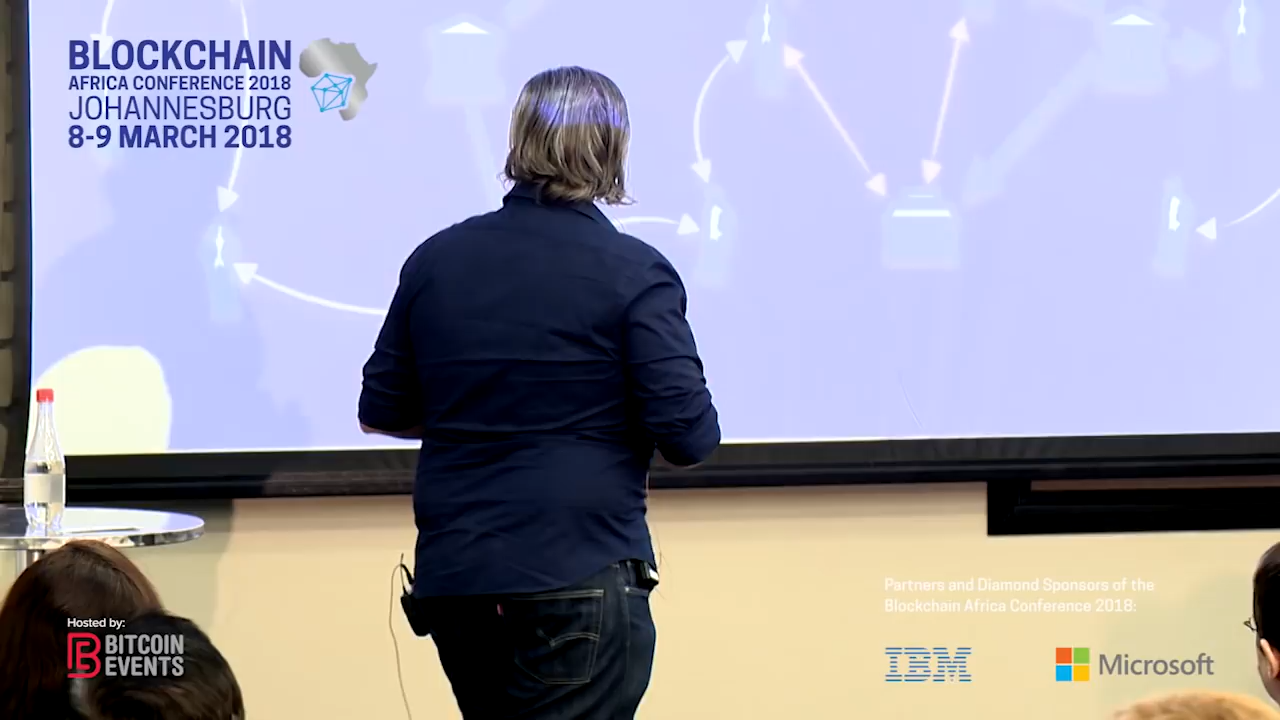 BLOCKCHAIN
AFRICA CONFERENCE 2018
JOHANNESBURG
8-9 MARCH 2018
Hosted by:
BITCOIN
EVENTS
Partners and Diamond Sponsors of the
Blockchain Africa Conference 2018:
IBM
Microsoft